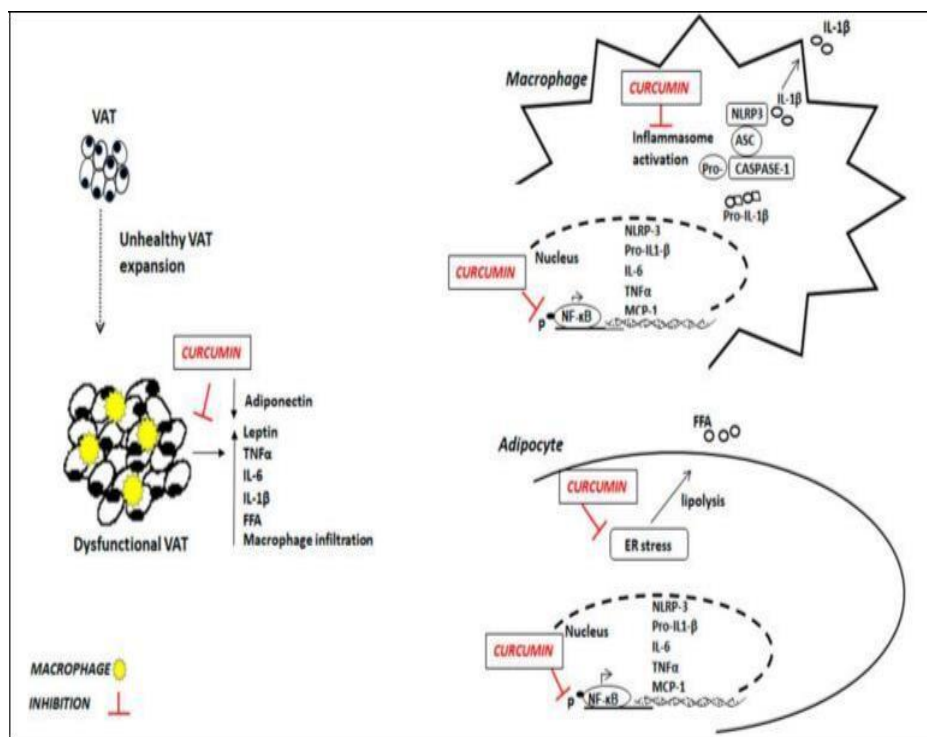 VAT
Unhealthy VAT
expansion
CURCUMIN
Adiponectin
Leptin
TNFα
IL-6
IL-1β
FFA
Macrophage infiltration
Dysfunctional VAT
MACROPHAGE
INHIBITION
IL-1β
Macrophage
CURCUMIN
Inflammasome
activation
NLRP3
IL-1β
ASC
Pro-
CASPASE-1
Pro-IL-1β
CURCUMIN
Nucleus
NLRP-3
Pro-IL1-β
IL-6
TNFα
MCP-1
P
NF-κB
FFA
Adipocyte
CURCUMIN
lipolysis
ER stress
CURCUMIN
Nucleus
NLRP-3
Pro-IL1-β
IL-6
TNFα
MCP-1
P
NF-κB